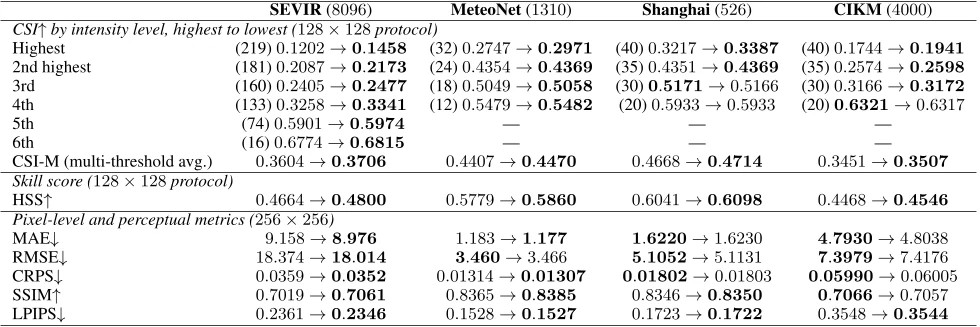 SEVIR (8096) MeteoNet (1310) Shanghai (526) CIKM (4000)
CSI↑ by intensity level, highest to lowest (128 × 128 protocol)
Highest (219) 0.1202 → 0.1458 (32) 0.2747 → 0.2971 (40) 0.3217 → 0.3387 (40) 0.1744 → 0.1941
2nd highest (181) 0.2087 → 0.2173 (24) 0.4354 → 0.4369 (35) 0.4351 → 0.4369 (35) 0.2574 → 0.2598
3rd (160) 0.2405 → 0.2477 (18) 0.5049 → 0.5058 (30) 0.5171 → 0.5166 (30) 0.3166 → 0.3172
4th (133) 0.3258 → 0.3341 (12) 0.5479 → 0.5482 (20) 0.5933 → 0.5933 (20) 0.6321 → 0.6317
5th (74) 0.5901 → 0.5974 — — —
6th (16) 0.6774 → 0.6815 — — —
CSI-M (multi-threshold avg.) 0.3604 → 0.3706 0.4407 → 0.4470 0.4668 → 0.4714 0.3451 → 0.3507
Skill score (128 × 128 protocol)
HSS↑ 0.4664 → 0.4800 0.5779 → 0.5860 0.6041 → 0.6098 0.4468 → 0.4546
Pixel-level and perceptual metrics (256 × 256)
MAE↓ 9.158 → 8.976 1.183 → 1.177 1.6220 → 1.6230 4.7930 → 4.8038
RMSE↓ 18.374 → 18.014 3.460 → 3.466 5.1052 → 5.1131 7.3979 → 7.4176
CRPS↓ 0.0359 → 0.0352 0.01314 → 0.01307 0.01802 → 0.01803 0.05990 → 0.06005
SSIM↑ 0.7019 → 0.7061 0.8365 → 0.8385 0.8346 → 0.8350 0.7066 → 0.7057
LPIPS↓ 0.2361 → 0.2346 0.1528 → 0.1527 0.1723 → 0.1722 0.3548 → 0.3544